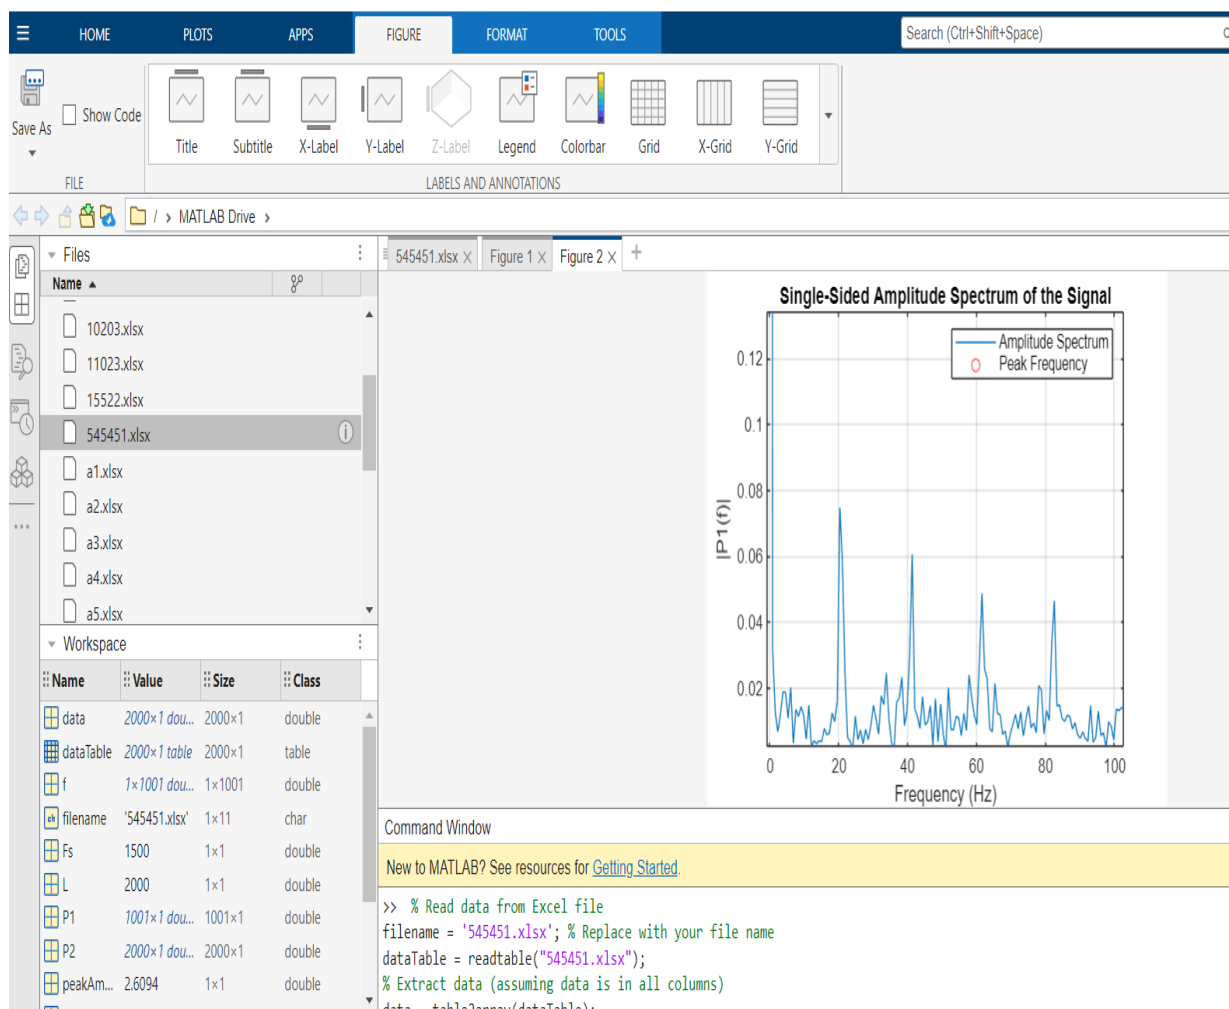 HOME PLOTS APPS FIGURE FORMAT TOOLS Search (Ctrl+Shift+Space)
Save As
Show Code
Title Subtitle X-Label Y-Label Z-Label Legend Colorbar Grid X-Grid Y-Grid
FILE LABELS AND ANNOTATIONS
/ › MATLAB Drive ›
Files
Name
10203.xlsx
11023.xlsx
15522.xlsx
545451.xlsx
a1.xlsx
a2.xlsx
a3.xlsx
a4.xlsx
a5.xlsx
Workspace
Name Value Size Class
data 2000×1 dou... 2000×1 double
dataTable 2000×1 table 2000×1 table
f 1×1001 dou... 1×1001 double
ch filename '545451.xlsx' 1×11 char
Fs 1500 1×1 double
L 2000 1×1 double
P1 1001×1 dou... 1001×1 double
P2 2000×1 dou... 2000×1 double
peakAm... 2.6094 1×1 double
545451.xlsx × Figure 1 × Figure 2 × +
Single-Sided Amplitude Spectrum of the Signal
Amplitude Spectrum
Peak Frequency
0.12
0.1
0.08
0.06
0.04
0.02
|P1(f)|
0 20 40 60 80 100
Frequency (Hz)
Command Window
New to MATLAB? See resources for Getting Started.
>> % Read data from Excel file
filename = '545451.xlsx'; % Replace with your file name
dataTable = readtable("545451.xlsx");
% Extract data (assuming data is in all columns)
data = table2array(dataTable);